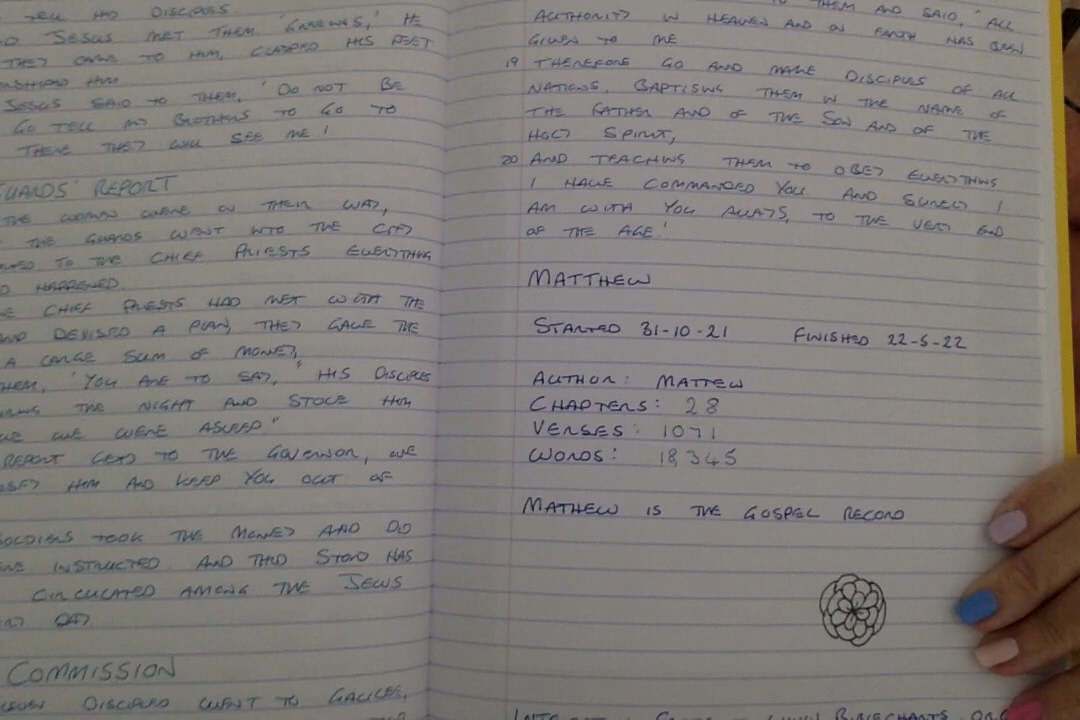 TELL HIS DISCIPLES
JESUS MET THEM. 'GREETINGS,' HE
THEY CAME TO HIM, CLASPED HIS FEET
HIM
JESUS SAID TO THEM, 'DO NOT BE
GO TELL MY BROTHERS TO GO TO
THERE THEY WILL SEE ME!
GUARDS' REPORT
THE WOMEN WERE ON THEIR WAY,
THE GUARDS WENT INTO THE CITY
TO THE CHIEF PRIESTS EVERYTHING
HAPPENED.
CHIEF PRIESTS HAD MET WITH THE
AND DEVISED A PLAN, THEY GAVE THE
A LARGE SUM OF MONEY,
THEM, 'YOU ARE TO SAY, "HIS DISCIPLES
THE NIGHT AND STOLE HIM
WE WERE ASLEEP."
REPORT GETS TO THE GOVERNOR, WE
HIM AND KEEP YOU OUT OF
SOLDIERS TOOK THE MONEY AND DID
INSTRUCTED. AND THIS STORY HAS
CIRCULATED AMONG THE JEWS
DAY.
COMMISSION
DISCIPLES WENT TO GALILEE,
THEM AND SAID, "ALL
AUTHORITY IN HEAVEN AND ON EARTH HAS BEEN
GIVEN TO ME
19 THEREFORE GO AND MAKE DISCIPLES OF ALL
NATIONS, BAPTISING THEM IN THE NAME OF
THE FATHER AND OF THE SON AND OF THE
HOLY SPIRIT,
20 AND TEACHING THEM TO OBEY EVERYTHING
I HAVE COMMANDED YOU AND SURELY I
AM WITH YOU ALWAYS, TO THE VERY END
OF THE AGE.'
MATTHEW
STARTED 31-10-21 FINISHED 22-5-22
AUTHOR: MATTEW
CHAPTERS: 28
VERSES: 1071
WORDS: 18,345
MATHEW IS THE GOSPEL RECORD